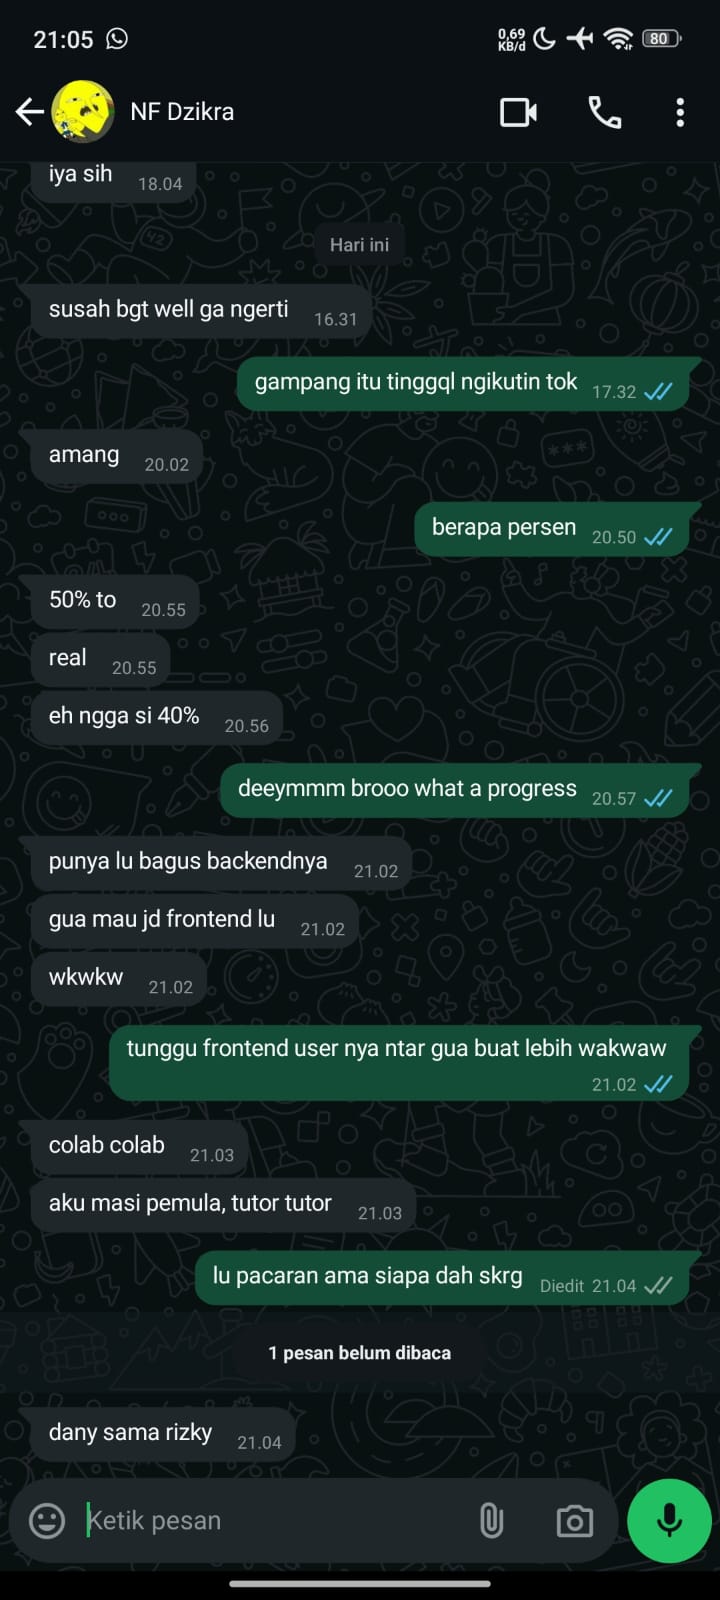 21:05
0,69
KB/d
80
NF Dzikra
iya sih 18.04
Hari ini
susah bgt well ga ngerti 16.31
gampang itu tinggql ngikutin tok 17.32
amang 20.02
berapa persen 20.50
50% to 20.55
real 20.55
eh ngga si 40% 20.56
deeymmm brooo what a progress 20.57
punya lu bagus backendnya 21.02
gua mau jd frontend lu 21.02
wkwkw 21.02
tunggu frontend user nya ntar gua buat lebih wakwaw
21.02
colab colab 21.03
aku masi pemula, tutor tutor 21.03
lu pacaran ama siapa dah skrg Diedit 21.04
1 pesan belum dibaca
dany sama rizky 21.04
Ketik pesan